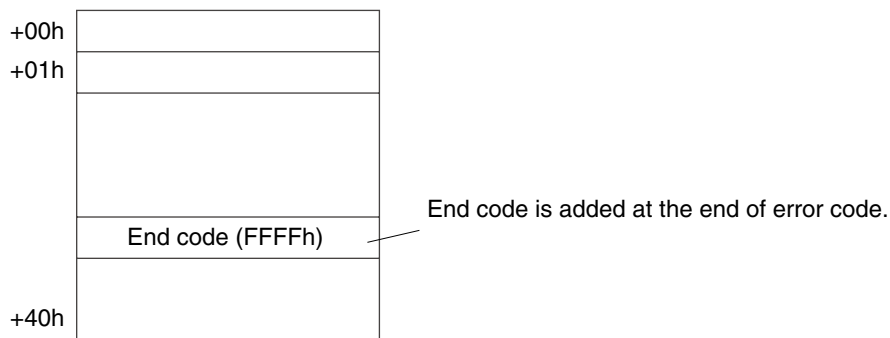 +00h
+01h
End code is added at the end of error code.
End code (FFFFh)
+40h